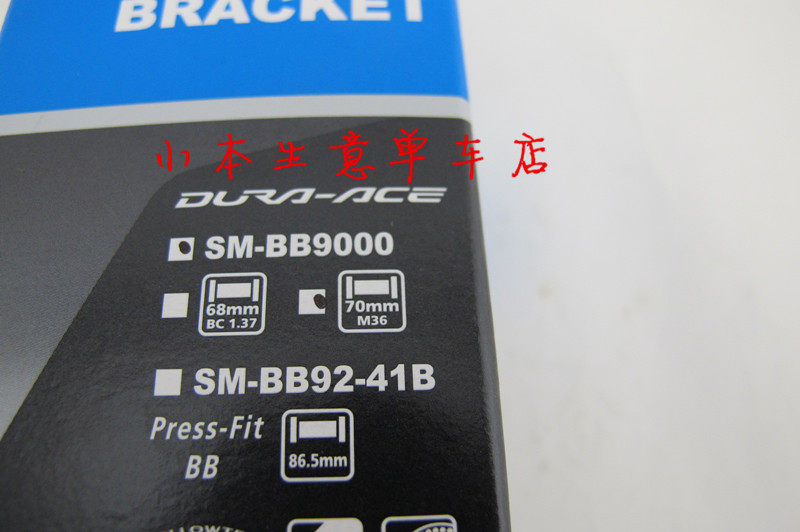 BRACKET
小本生意单车店
DURA-ACE
SM-BB9000
68mm
BC 1.37
70mm
M36
SM-BB92-41B
Press-Fit
BB
86.5mm